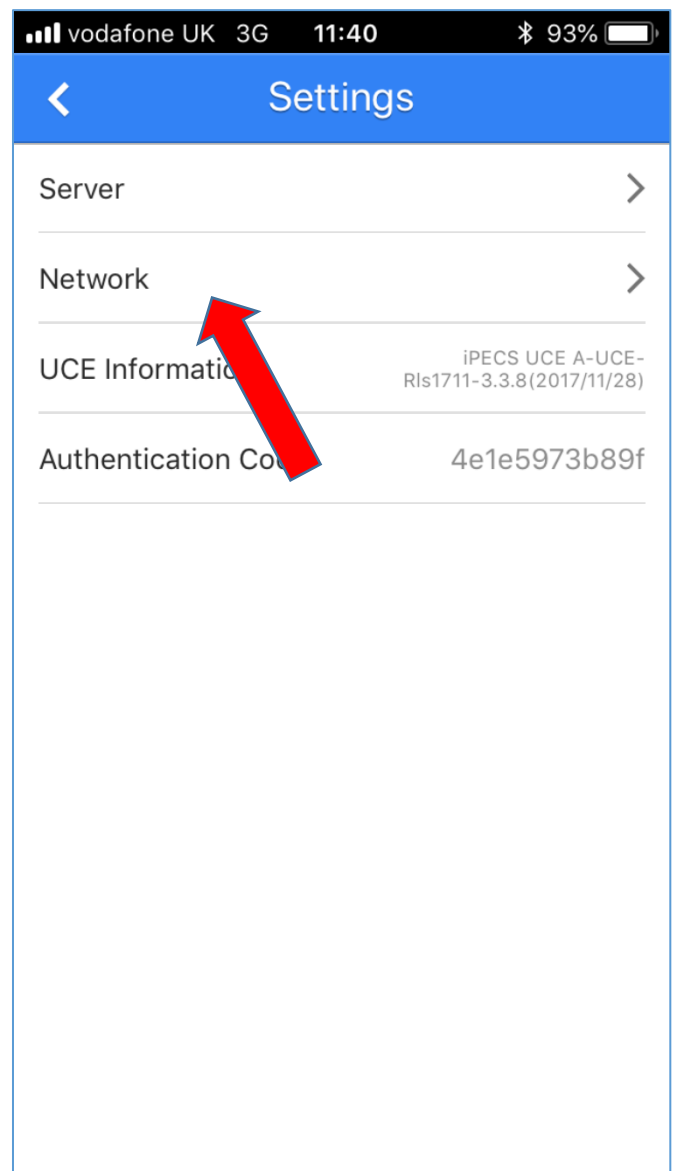 vodafone UK 3G 11:40 93%
Settings
Server
Network
UCE Informatio
iPECS UCE A-UCE-
Rls1711-3.3.8(2017/11/28)
Authentication Co 4e1e5973b89f